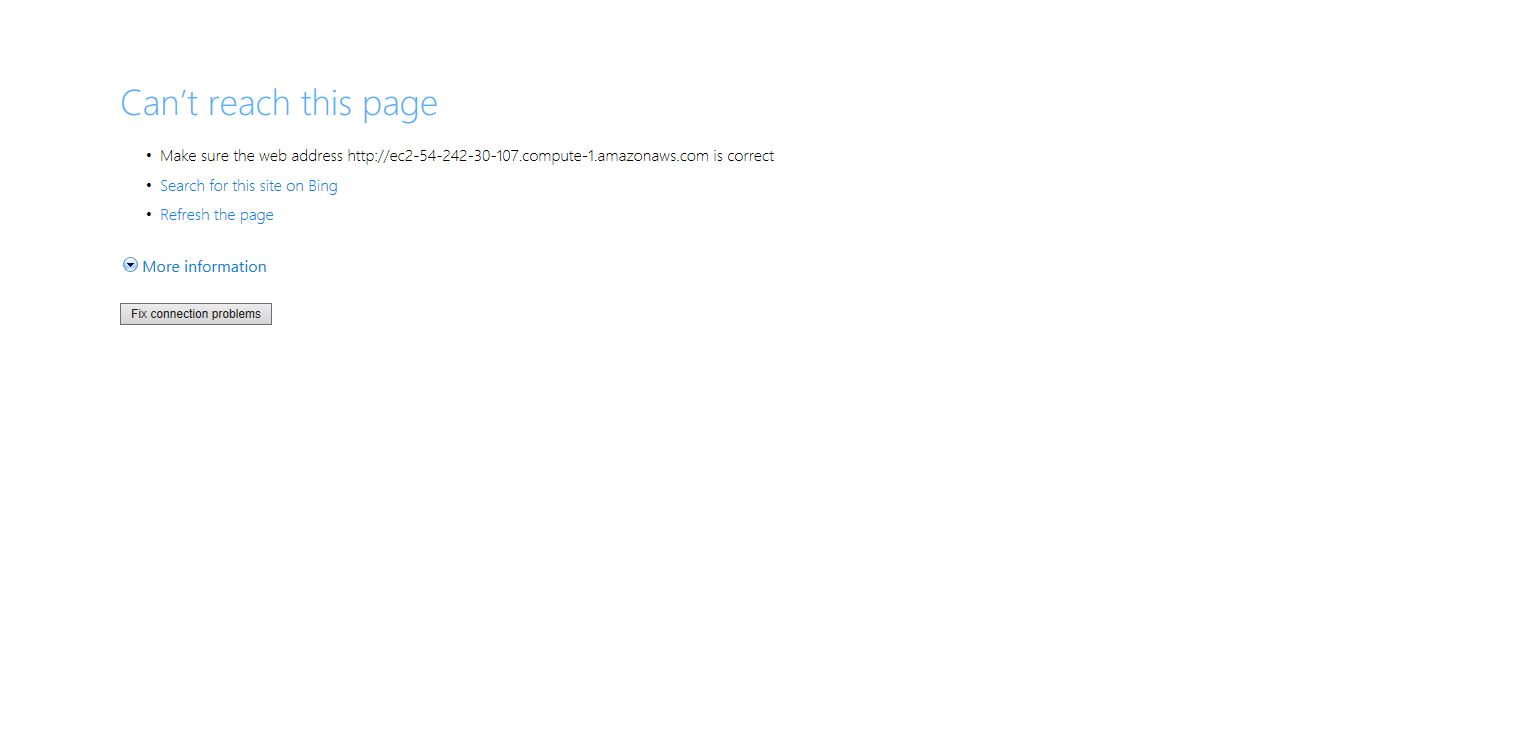 Can't reach this page
• Make sure the web address http://ec2-54-242-30-107.compute-1.amazonaws.com is correct
• Search for this site on Bing
• Refresh the page
More information
Fix connection problems